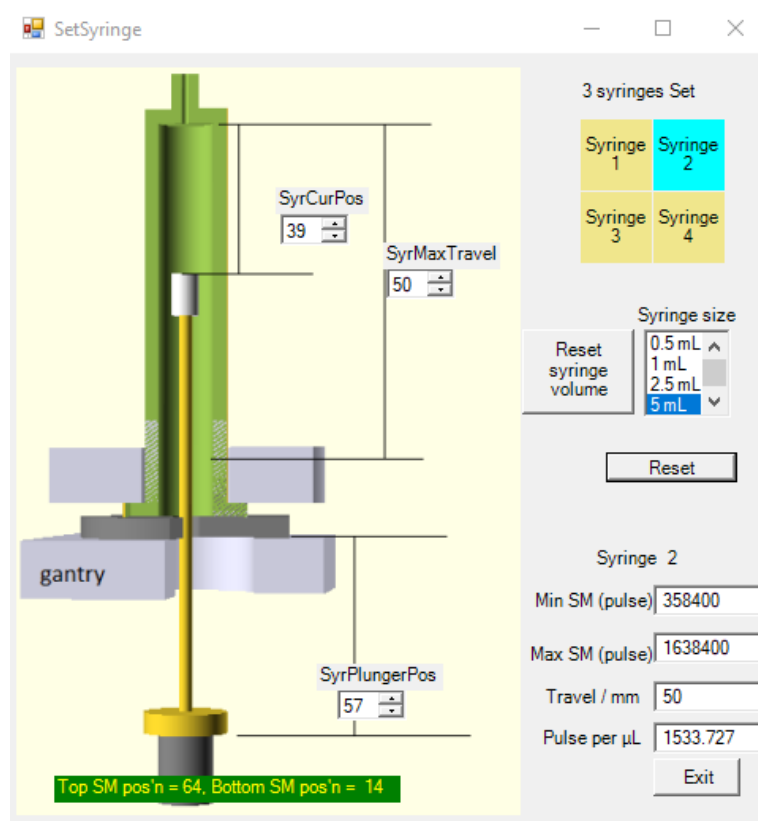 SetSyringe
3 syringes Set
Syringe 1
Syringe 2
Syringe 3
Syringe 4
SyrCurPos
39
SyrMaxTravel
50
Syringe size
Reset syringe volume
0.5 mL
1 mL
2.5 mL
5 mL
Reset
gantry
Syringe 2
Min SM (pulse) 358400
Max SM (pulse) 1638400
SyrPlungerPos
57
Travel / mm 50
Pulse per µL 1533.727
Top SM pos'n = 64, Bottom SM pos'n = 14
Exit